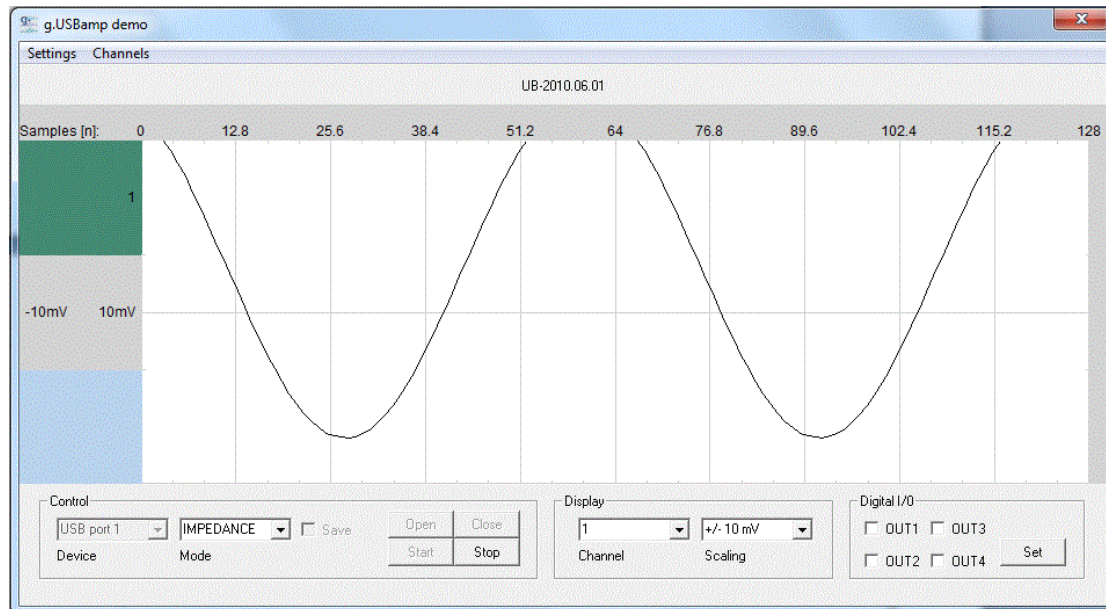 g.USBamp demo
Settings Channels
UB-2010.06.01
Samples [n]: 0 12.8 25.6 38.4 51.2 64 76.8 89.6 102.4 115.2 128
1
-10mV 10mV
Control Display Digital I/O
USB port 1 IMPEDANCE Save Open Close 1 +/- 10 mV OUT1 OUT3
Device Mode Start Stop Channel Scaling OUT2 OUT4 Set